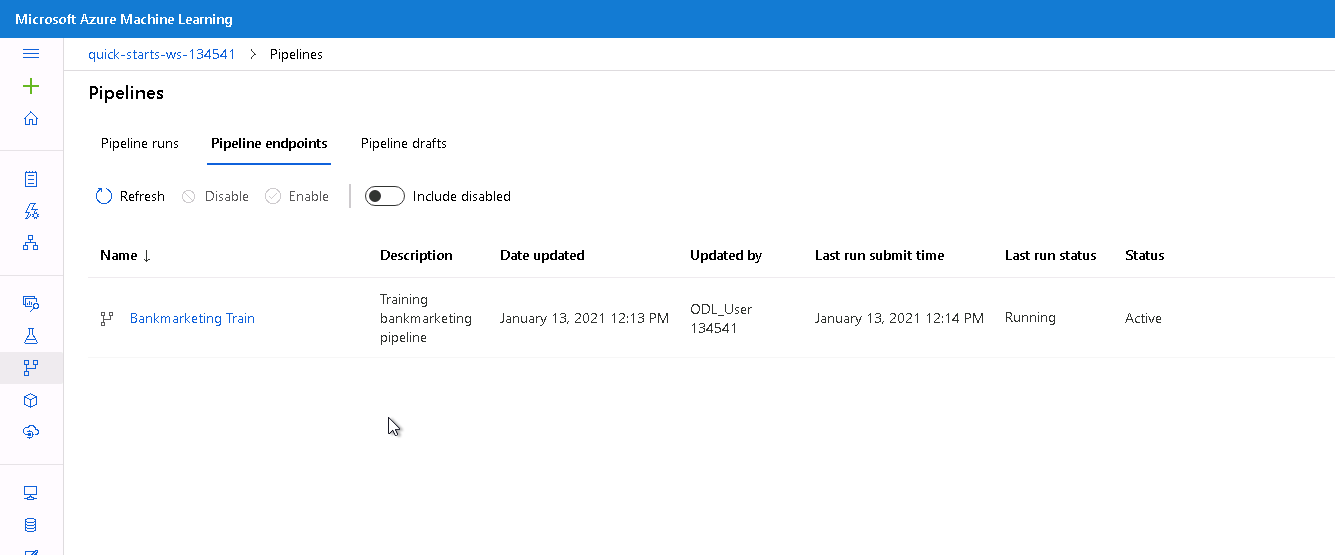 Microsoft Azure Machine Learning
quick-starts-ws-134541 > Pipelines
Pipelines
Pipeline runs Pipeline endpoints Pipeline drafts
Refresh Disable Enable Include disabled
Name ↓ Description Date updated Updated by Last run submit time Last run status Status
Bankmarketing Train
Training
bankmarketing
pipeline
January 13, 2021 12:13 PM
ODL_User
134541
January 13, 2021 12:14 PM
Running
Active